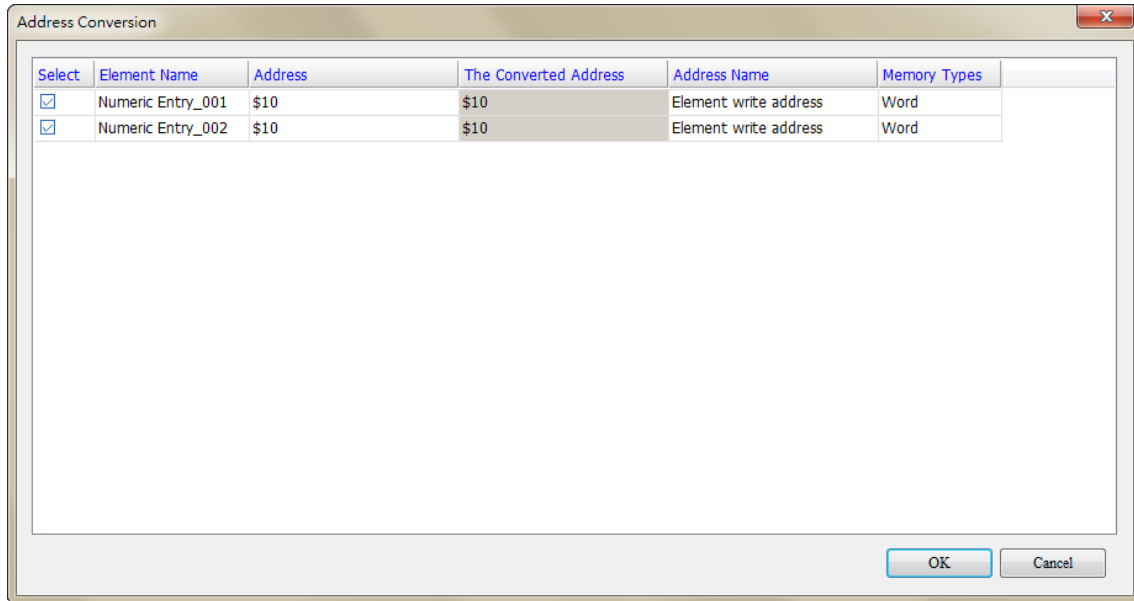 Address Conversion
Select Element Name Address The Converted Address Address Name Memory Types
Numeric Entry_001 $10 $10 Element write address Word
Numeric Entry_002 $10 $10 Element write address Word
OK Cancel